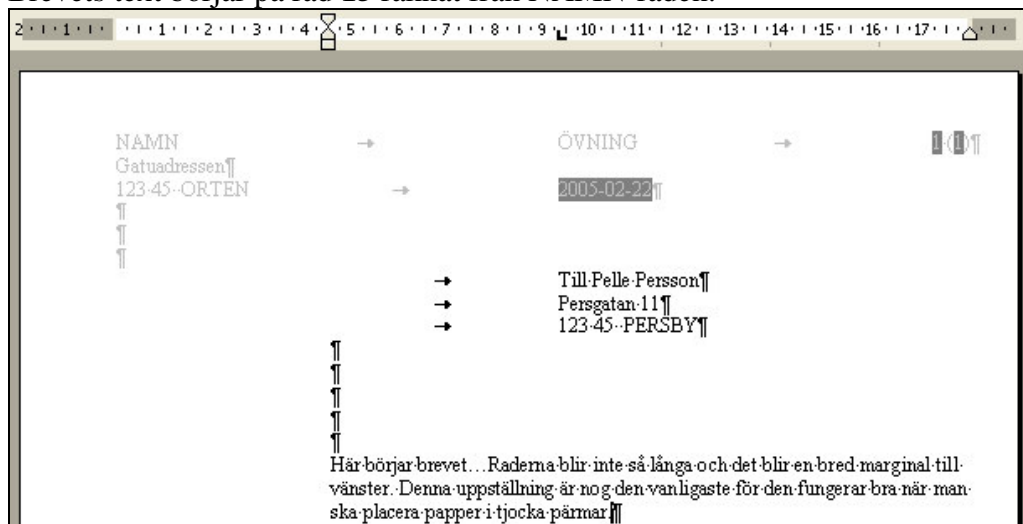 Brevets text börjar på rad 15 räknat från NAMN-raden.
2 · 1 · 1 · 2 · 3 · 4 · 5 · 6 · 7 · 8 · 9 · 10 · 11 · 12 · 13 · 14 · 15 · 16 · 17
NAMN → ÖVNING → 1·(1)¶
Gatuadressen¶
123·45··ORTEN → 2005-02-22¶
¶
¶
¶
→ Till·Pelle·Persson¶
→ Persgatan·11¶
→ 123·45··PERSBY¶
¶
¶
¶
¶
¶
Här·börjar·brevet…Raderna·blir·inte·så·långa·och·det·blir·en·bred·marginal·till·
vänster.·Denna·uppställning·är·nog·den·vanligaste·för·den·fungerar·bra·när·man·
ska·placera·papper·i·tjocka·pärmar.¶